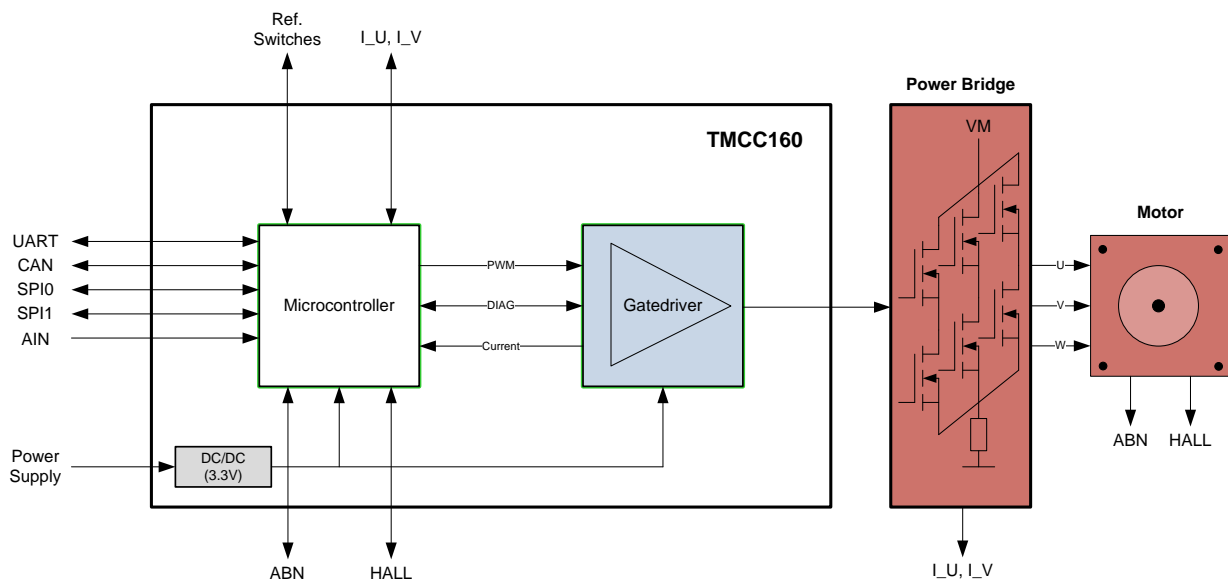 Ref.
Switches
I_U, I_V
Power Bridge
TMCC160
VM
Motor
UART
CAN
SPI0
SPI1
AIN
Microcontroller
PWM
DIAG
Current
Gatedriver
U
V
W
Power
Supply
DC/DC
(3.3V)
ABN
HALL
ABN
HALL
I_U, I_V